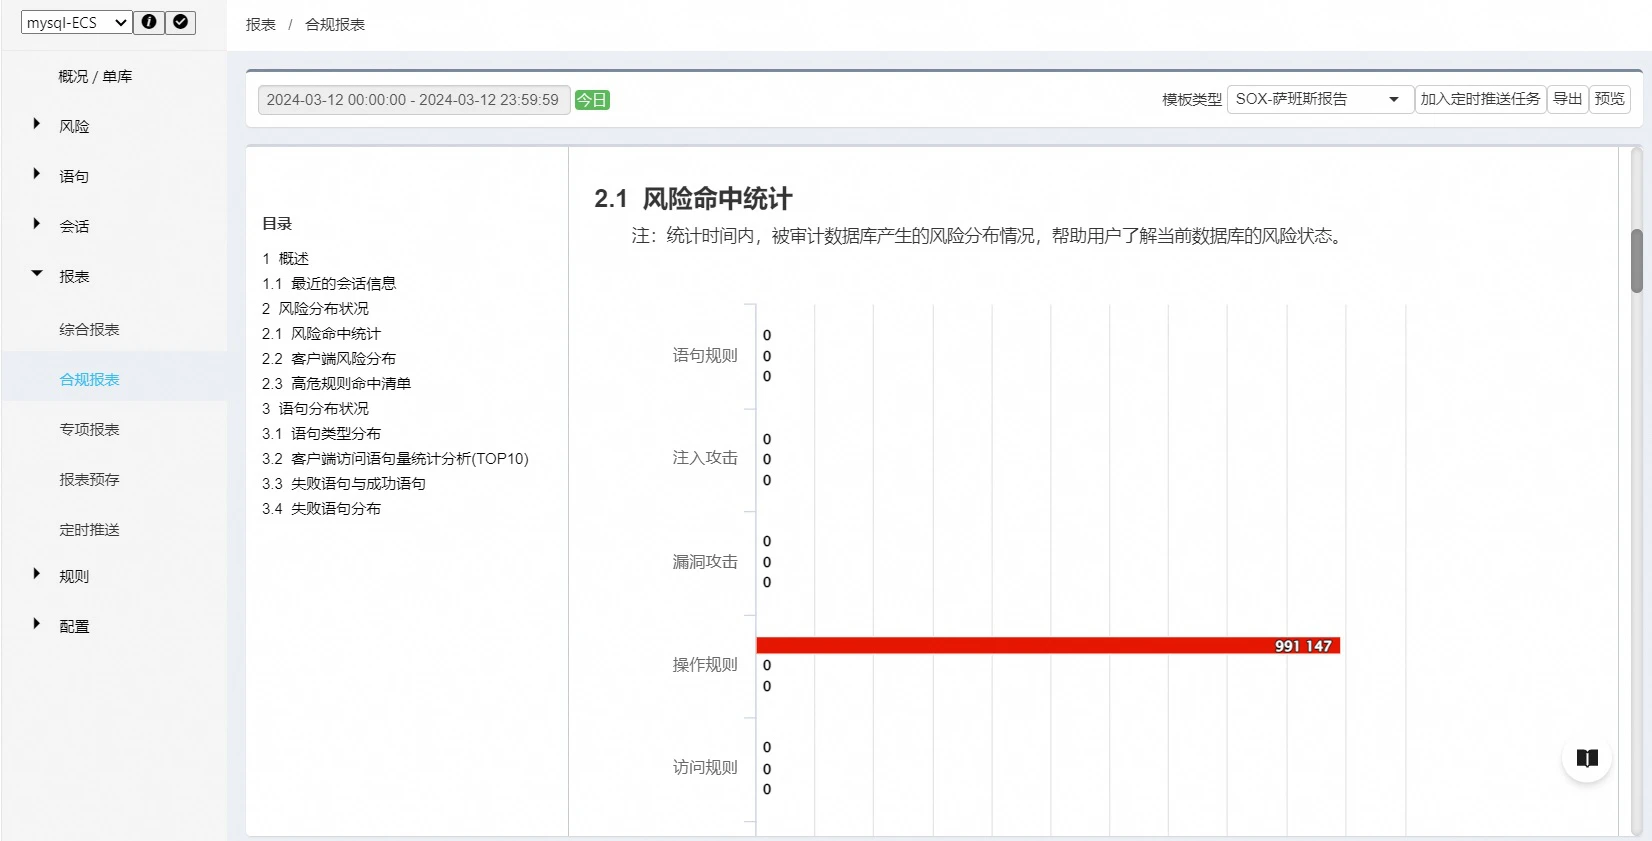 mysql-ECS
报表 / 合规报表
概况 / 单库
风险
语句
会话
报表
综合报表
合规报表
专项报表
报表预存
定时推送
规则
配置
2024-03-12 00:00:00 - 2024-03-12 23:59:59 今日
模板类型 SOX-萨班斯报告 加入定时推送任务 导出 预览
目录
1 概述
1.1 最近的会话信息
2 风险分布状况
2.1 风险命中统计
2.2 客户端风险分布
2.3 高危规则命中清单
3 语句分布状况
3.1 语句类型分布
3.2 客户端访问语句量统计分析(TOP10)
3.3 失败语句与成功语句
3.4 失败语句分布
2.1 风险命中统计
注：统计时间内，被审计数据库产生的风险分布情况，帮助用户了解当前数据库的风险状态。
0
语句规则 0
0
0
注入攻击 0
0
0
漏洞攻击 0
0
991 147
操作规则 0
0
0
访问规则 0
0